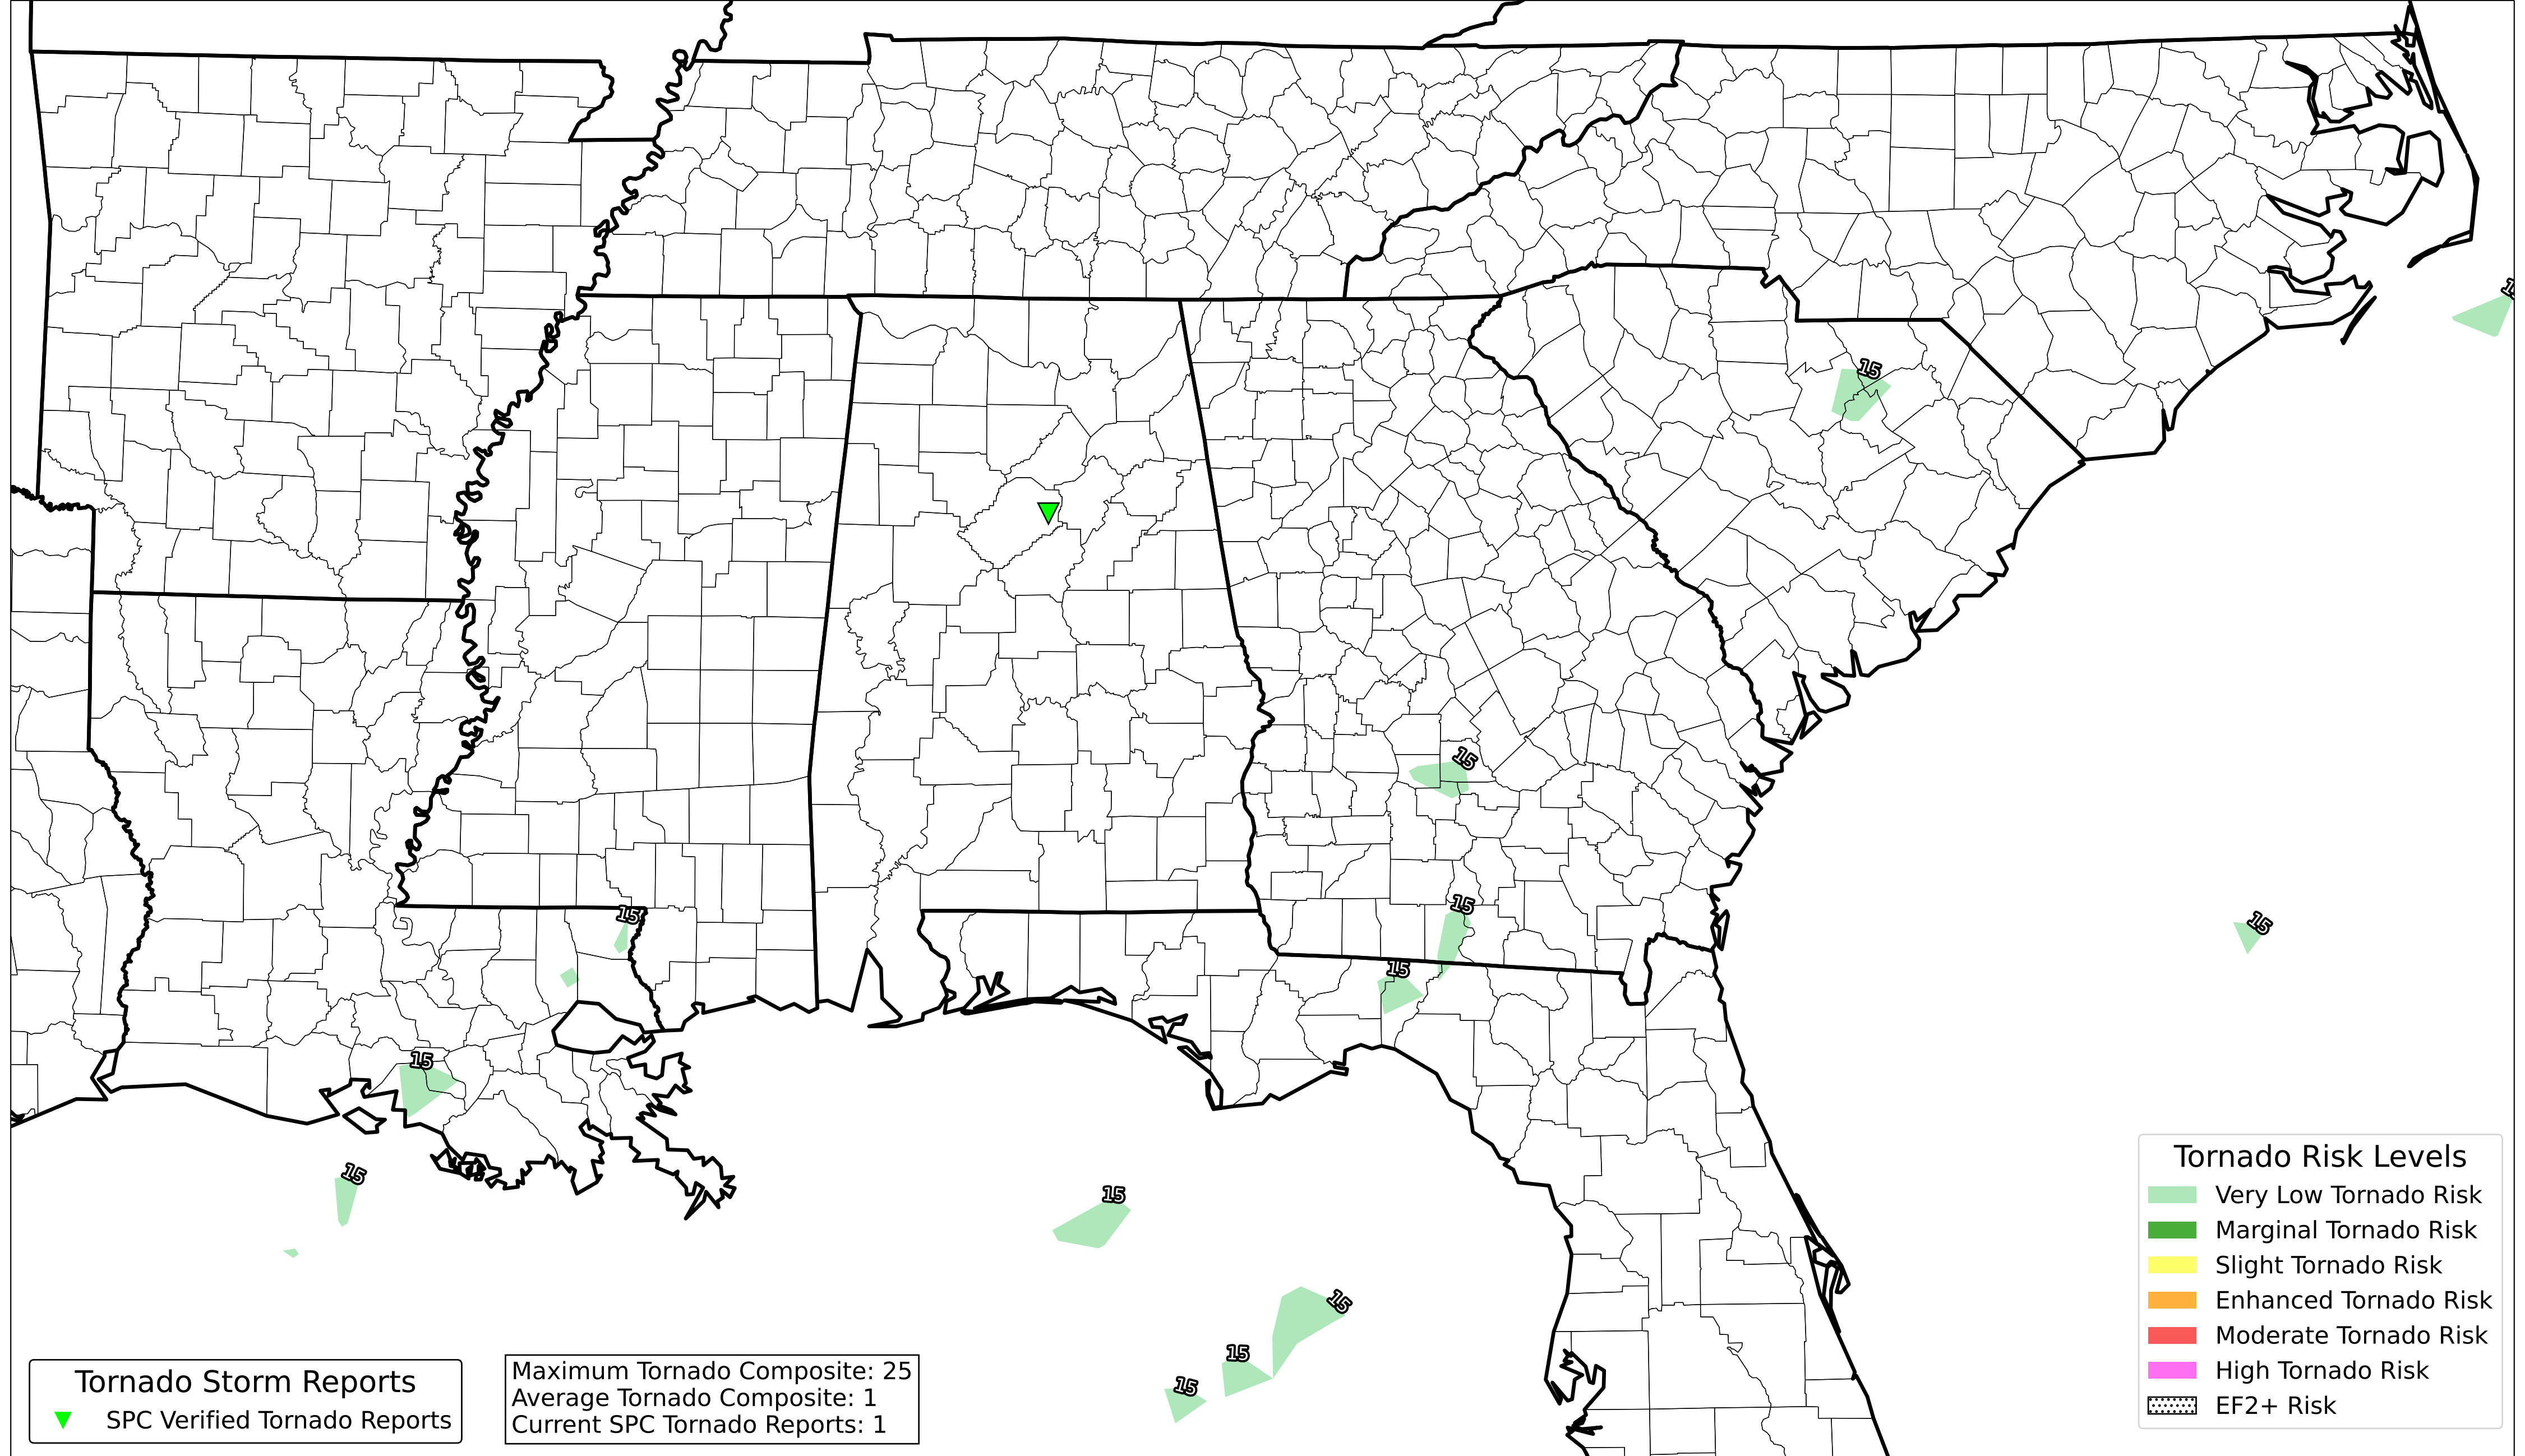 15
15
15
15
15
15
15
15
15
15
15
15
Tornado Storm Reports
SPC Verified Tornado Reports
Maximum Tornado Composite: 25
Average Tornado Composite: 1
Current SPC Tornado Reports: 1
Tornado Risk Levels
Very Low Tornado Risk
Marginal Tornado Risk
Slight Tornado Risk
Enhanced Tornado Risk
Moderate Tornado Risk
High Tornado Risk
EF2+ Risk